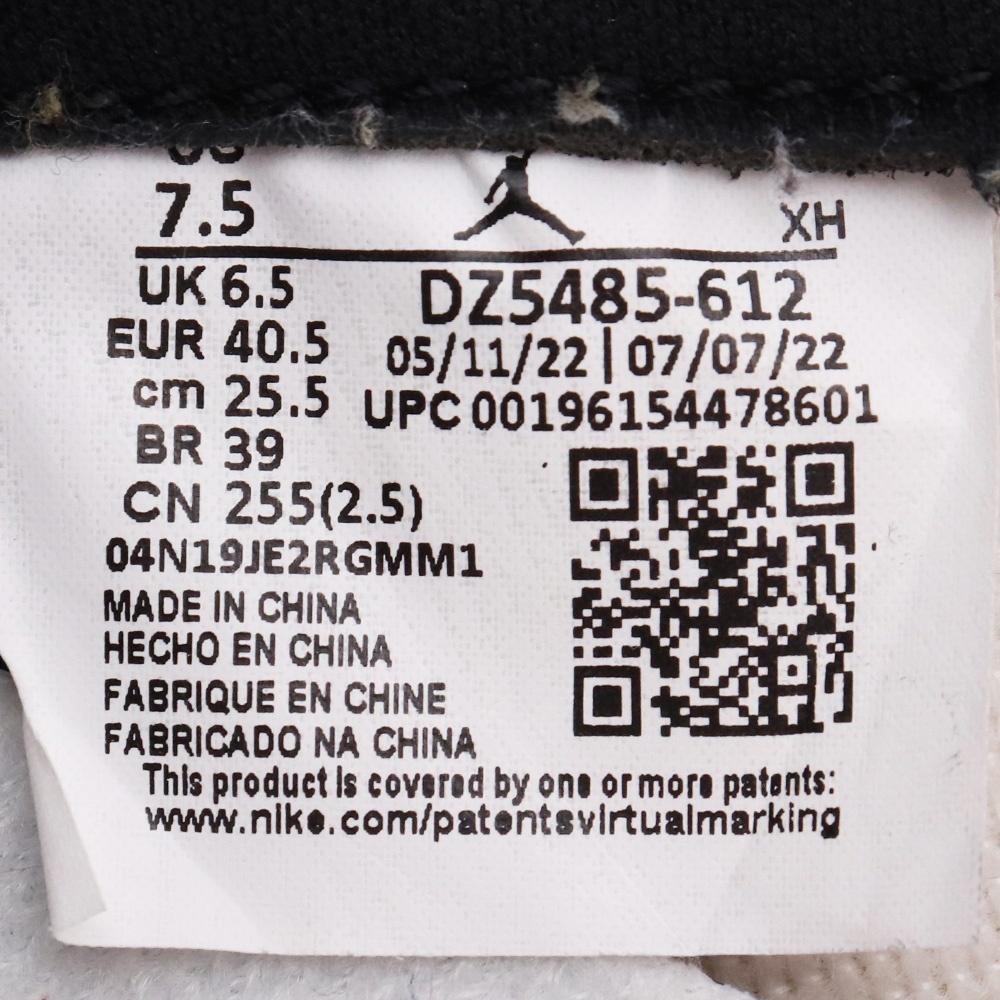 US
7.5
XH
UK 6.5
DZ5485-612
EUR 40.5
05/11/22 | 07/07/22
cm 25.5
UPC 00196154478601
BR 39
CN 255(2.5)
04N19JE2RGMM1
MADE IN CHINA
HECHO EN CHINA
FABRIQUE EN CHINE
FABRICADO NA CHINA
This product is covered by one or more patents:
www.nike.com/patentsvirtualmarking